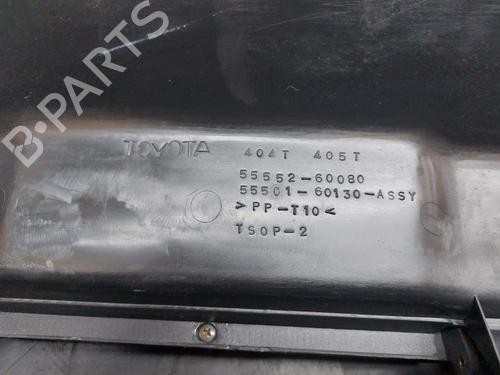 B-PARTS
TOYOTA 404T 405T
55552-60080
55501-60130-ASSY
>PP-T10<
TSOP-2